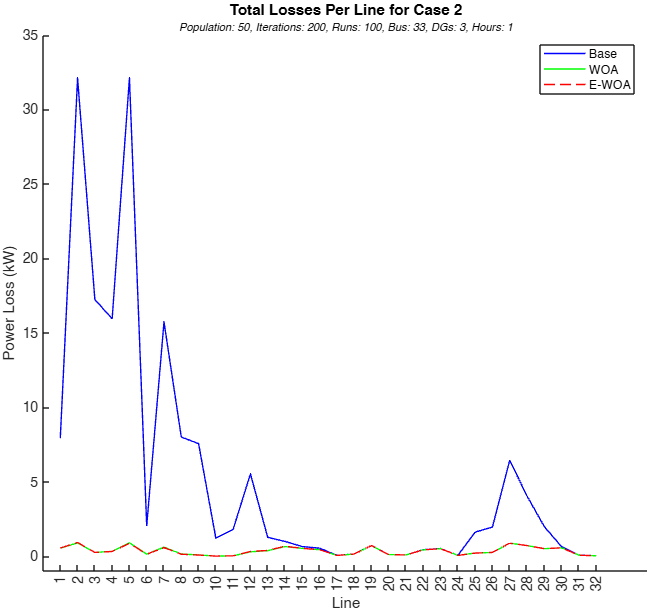 Total Losses Per Line for Case 2
Population: 50, Iterations: 200, Runs: 100, Bus: 33, DGs: 3, Hours: 1
Base
WOA
E-WOA
Power Loss (kW)
35
30
25
20
15
10
5
0
1 2 3 4 5 6 7 8 9 10 11 12 13 14 15 16 17 18 19 20 21 22 23 24 25 26 27 28 29 30 31 32
Line